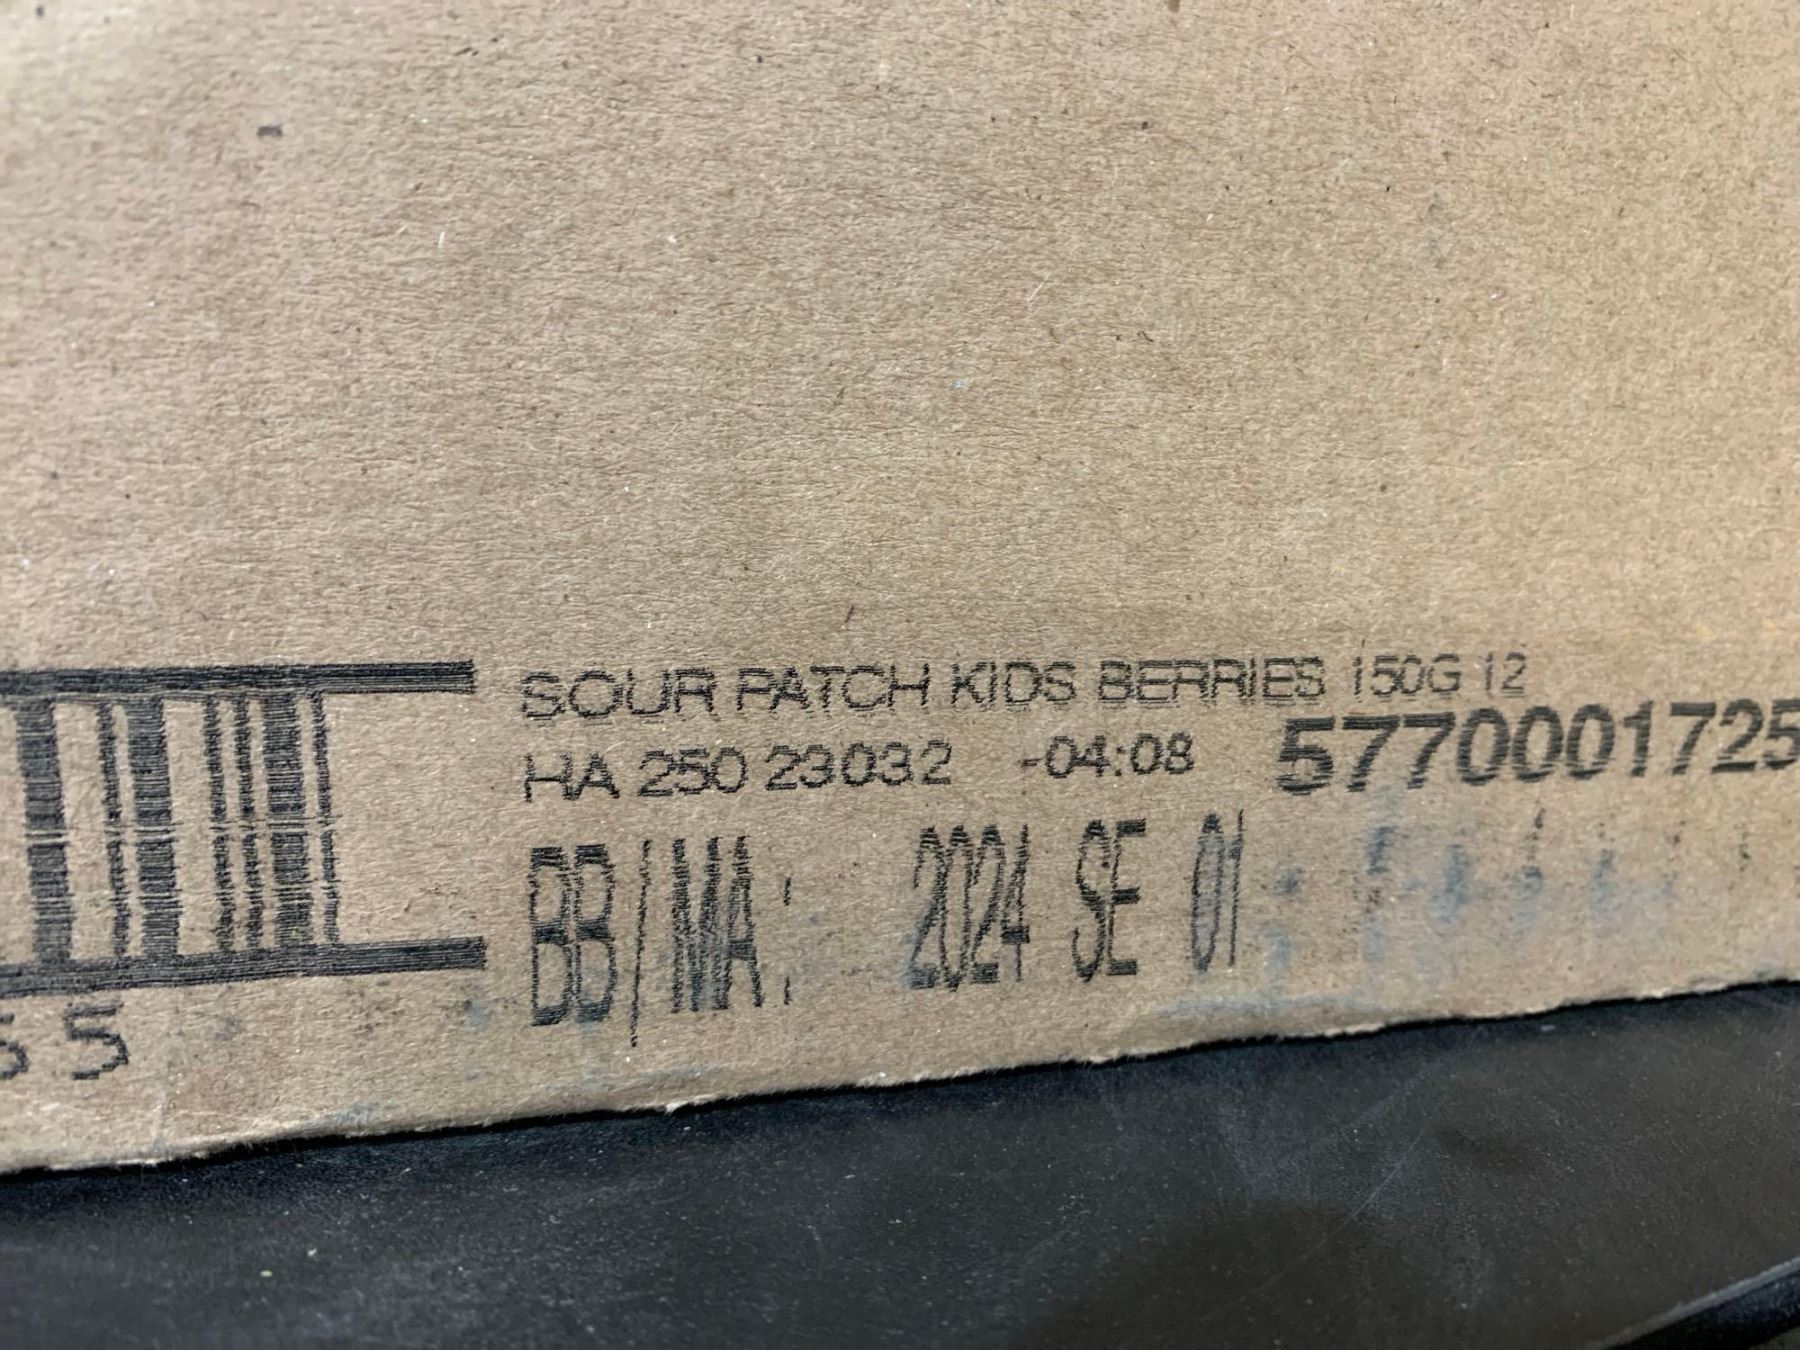 SOUR PATCH KIDS BERRIES 150G 12
HA 250 23032 -04:08 5770001725
BB/MA: 2024 SE 01
55